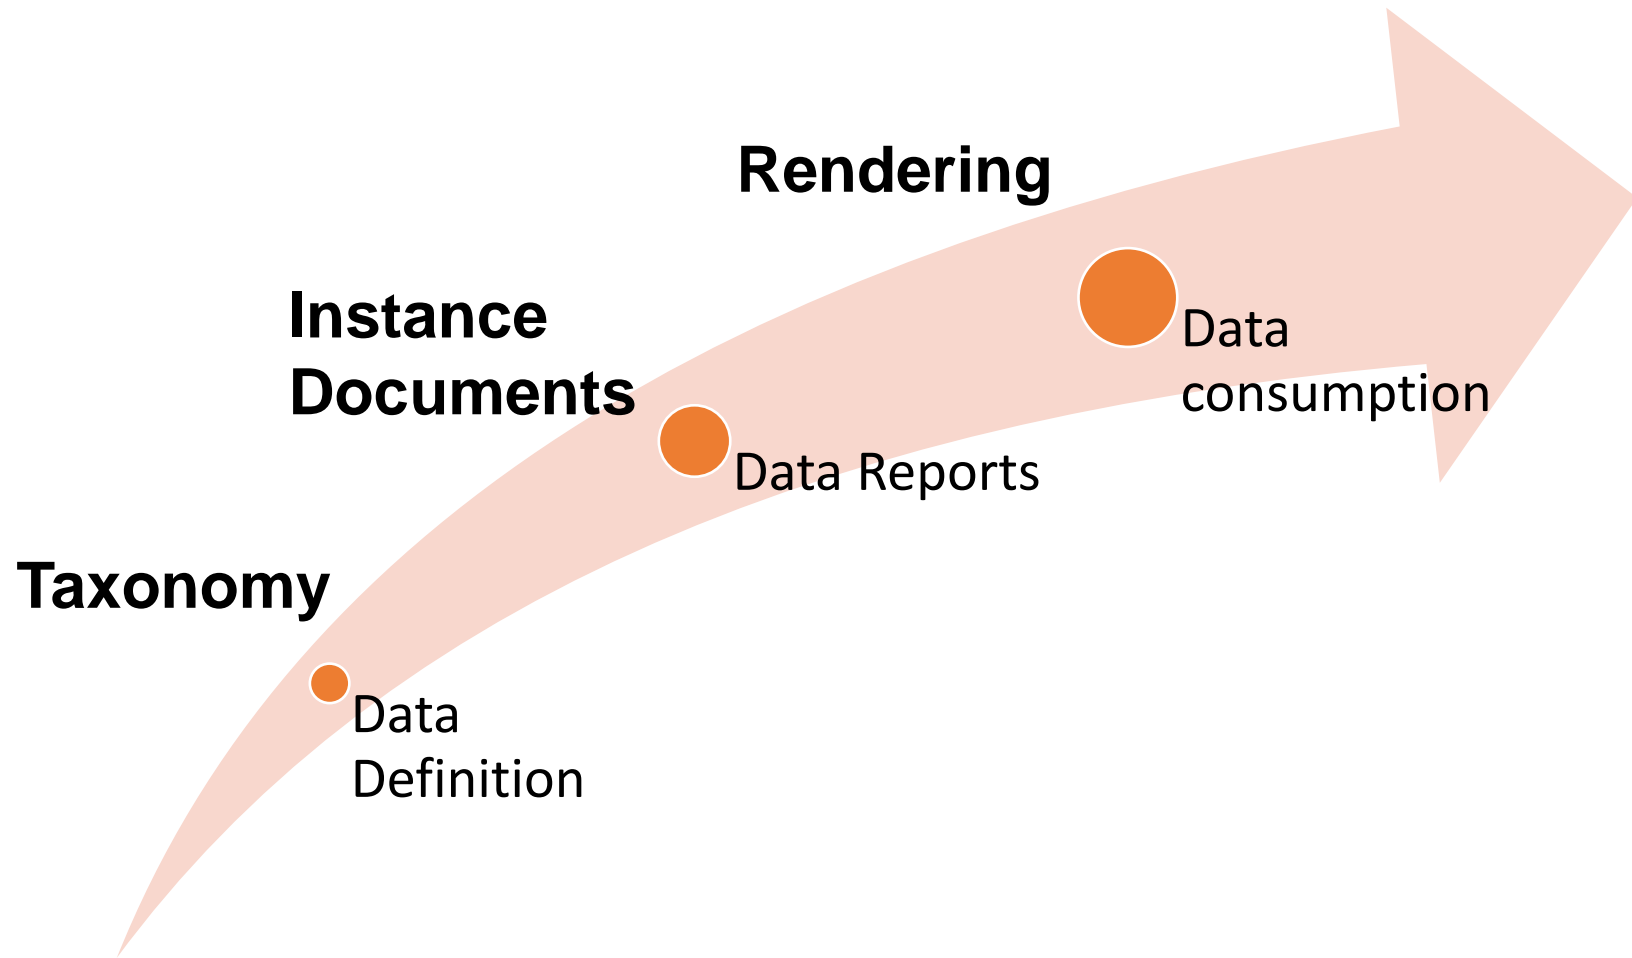 Rendering
Instance
Documents
Data
consumption
Data Reports
Taxonomy
Data
Definition